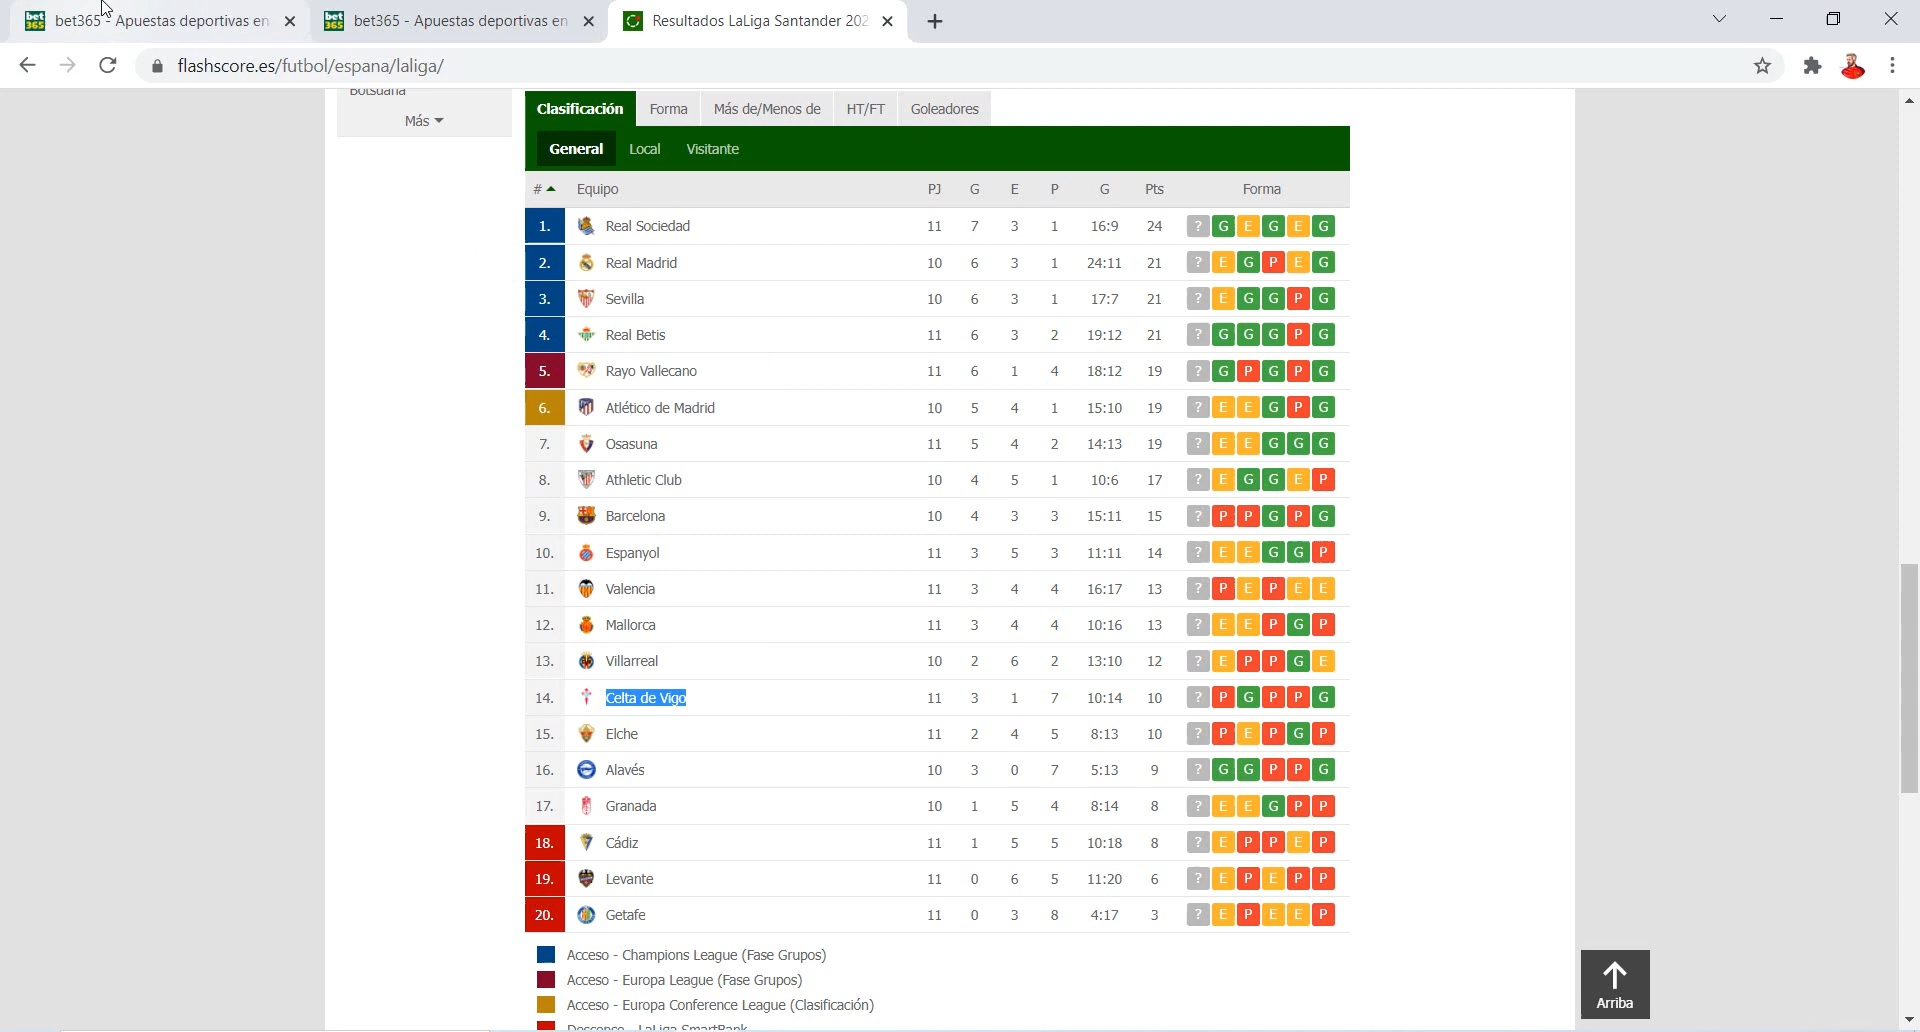 bet365 - Apuestas deportivas en
bet365 - Apuestas deportivas en
Resultados LaLiga Santander 202
flashscore.es/futbol/espana/laliga/
Botsuana
Más
Clasificación Forma Más de/Menos de HT/FT Goleadores
General Local Visitante
# Equipo PJ G E P G Pts Forma
1. Real Sociedad 11 7 3 1 16:9 24 ? G E G E G
2. Real Madrid 10 6 3 1 24:11 21 ? E G P E G
3. Sevilla 10 6 3 1 17:7 21 ? E G G P G
4. Real Betis 11 6 3 2 19:12 21 ? G G G P G
5. Rayo Vallecano 11 6 1 4 18:12 19 ? G P G P G
6. Atlético de Madrid 10 5 4 1 15:10 19 ? E E G P G
7. Osasuna 11 5 4 2 14:13 19 ? E E G G G
8. Athletic Club 10 4 5 1 10:6 17 ? E G G E P
9. Barcelona 10 4 3 3 15:11 15 ? P P G P G
10. Espanyol 11 3 5 3 11:11 14 ? E E G G P
11. Valencia 11 3 4 4 16:17 13 ? P E P E E
12. Mallorca 11 3 4 4 10:16 13 ? E E P G P
13. Villarreal 10 2 6 2 13:10 12 ? E P P G E
14. Celta de Vigo 11 3 1 7 10:14 10 ? P G P P G
15. Elche 11 2 4 5 8:13 10 ? P E P G P
16. Alavés 10 3 0 7 5:13 9 ? G G P P G
17. Granada 10 1 5 4 8:14 8 ? E E G P P
18. Cádiz 11 1 5 5 10:18 8 ? E P P E P
19. Levante 11 0 6 5 11:20 6 ? E P E P P
20. Getafe 11 0 3 8 4:17 3 ? E P E E P
Acceso - Champions League (Fase Grupos)
Acceso - Europa League (Fase Grupos)
Acceso - Europa Conference League (Clasificación)
Descenso - LaLiga SmartBank
Arriba